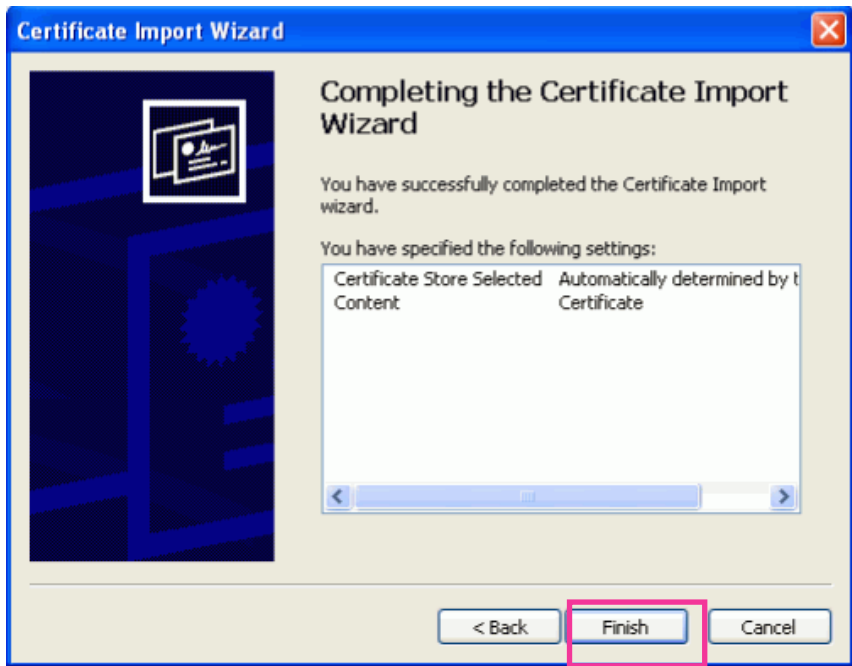 Certificate Import Wizard
Completing the Certificate Import
Wizard
You have successfully completed the Certificate Import
wizard.
You have specified the following settings:
Certificate Store Selected Automatically determined by t
Content Certificate
< Back Finish Cancel